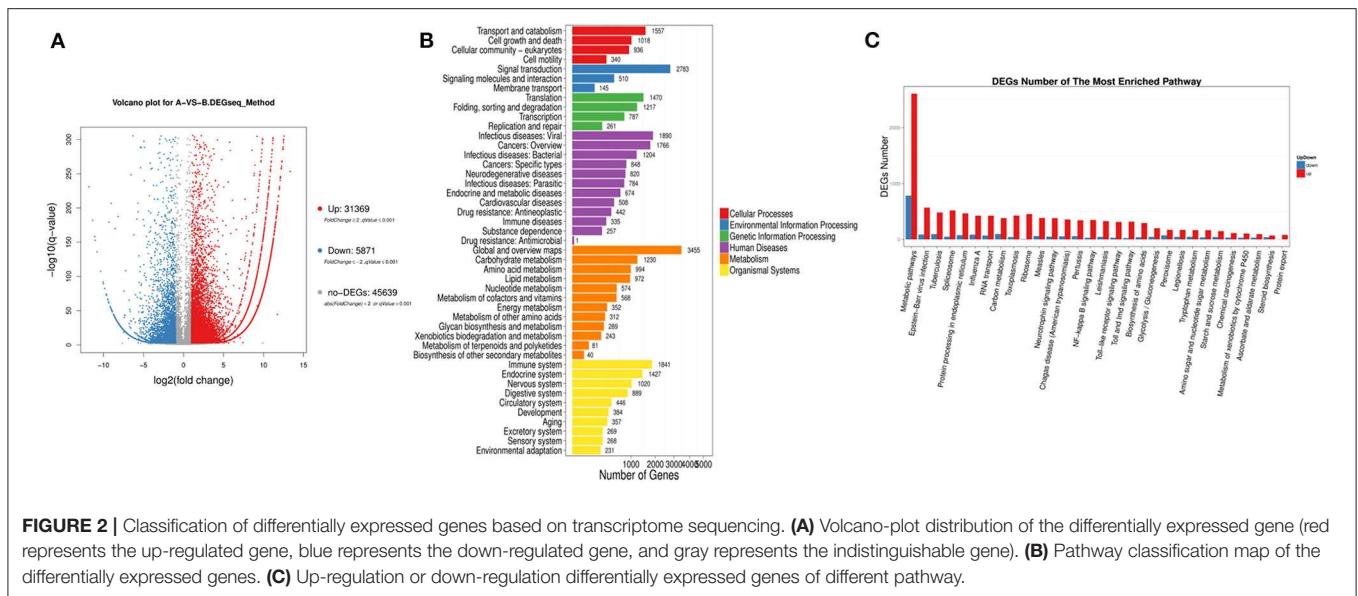 A
Volcano plot for A-VS-B.DEGseq_Method
-log10(q-value)
300
250
200
150
100
50
0
-10
-5
0
5
10
15
log2(fold change)
Up: 31369
FoldChange ≥ 2 ,qValue ≤ 0.001
Down: 5871
FoldChange ≤ -2 ,qValue ≤ 0.001
no-DEGs: 45639
abs(FoldChange) < 2 or qValue > 0.001
B
Transport and catabolism 1557
Cell growth and death 1018
Cellular community − eukaryotes 936
Cell motility 340
Signal transduction 2783
Signaling molecules and interaction 510
Membrane transport 145
Translation 1470
Folding, sorting and degradation 1217
Transcription 787
Replication and repair 261
Infectious diseases: Viral 1890
Cancers: Overview 1766
Infectious diseases: Bacterial 1204
Cancers: Specific types 848
Neurodegenerative diseases 820
Infectious diseases: Parasitic 784
Endocrine and metabolic diseases 674
Cardiovascular diseases 508
Drug resistance: Antineoplastic 442
Immune diseases 335
Substance dependence 257
Drug resistance: Antimicrobial 1
Global and overview maps 3455
Carbohydrate metabolism 1230
Amino acid metabolism 994
Lipid metabolism 972
Nucleotide metabolism 574
Metabolism of cofactors and vitamins 568
Energy metabolism 352
Metabolism of other amino acids 312
Glycan biosynthesis and metabolism 289
Xenobiotics biodegradation and metabolism 243
Metabolism of terpenoids and polyketides 81
Biosynthesis of other secondary metabolites 40
Immune system 1841
Endocrine system 1427
Nervous system 1020
Digestive system 889
Circulatory system 446
Development 384
Aging 357
Excretory system 269
Sensory system 268
Environmental adaptation 231
1000 2000 3000 4000 5000
Number of Genes
Cellular Processes
Environmental Information Processing
Genetic Information Processing
Human Diseases
Metabolism
Organismal Systems
C
DEGs Number of The Most Enriched Pathway
DEGs Number
0
Metabolic pathways
Epstein−Barr virus infection
Tuberculosis
Spliceosome
Protein processing in endoplasmic reticulum
Influenza A
RNA transport
Carbon metabolism
Toxoplasmosis
Ribosome
Measles
Neurotrophin signaling pathway
Chagas disease (American trypanosomiasis)
Pertussis
NF−kappa B signaling pathway
Leishmaniasis
Toll−like receptor signaling pathway
Toll and Imd signaling pathway
Biosynthesis of amino acids
Glycolysis / Gluconeogenesis
Peroxisome
Legionellosis
Tryptophan metabolism
Amino sugar and nucleotide sugar metabolism
Starch and sucrose metabolism
Chemical carcinogenesis
Metabolism of xenobiotics by cytochrome P450
Ascorbate and aldarate metabolism
Steroid biosynthesis
Protein export
UpDown
down
up
FIGURE 2 | Classification of differentially expressed genes based on transcriptome sequencing. (A) Volcano-plot distribution of the differentially expressed gene (red
represents the up-regulated gene, blue represents the down-regulated gene, and gray represents the indistinguishable gene). (B) Pathway classification map of the
differentially expressed genes. (C) Up-regulation or down-regulation differentially expressed genes of different pathway.